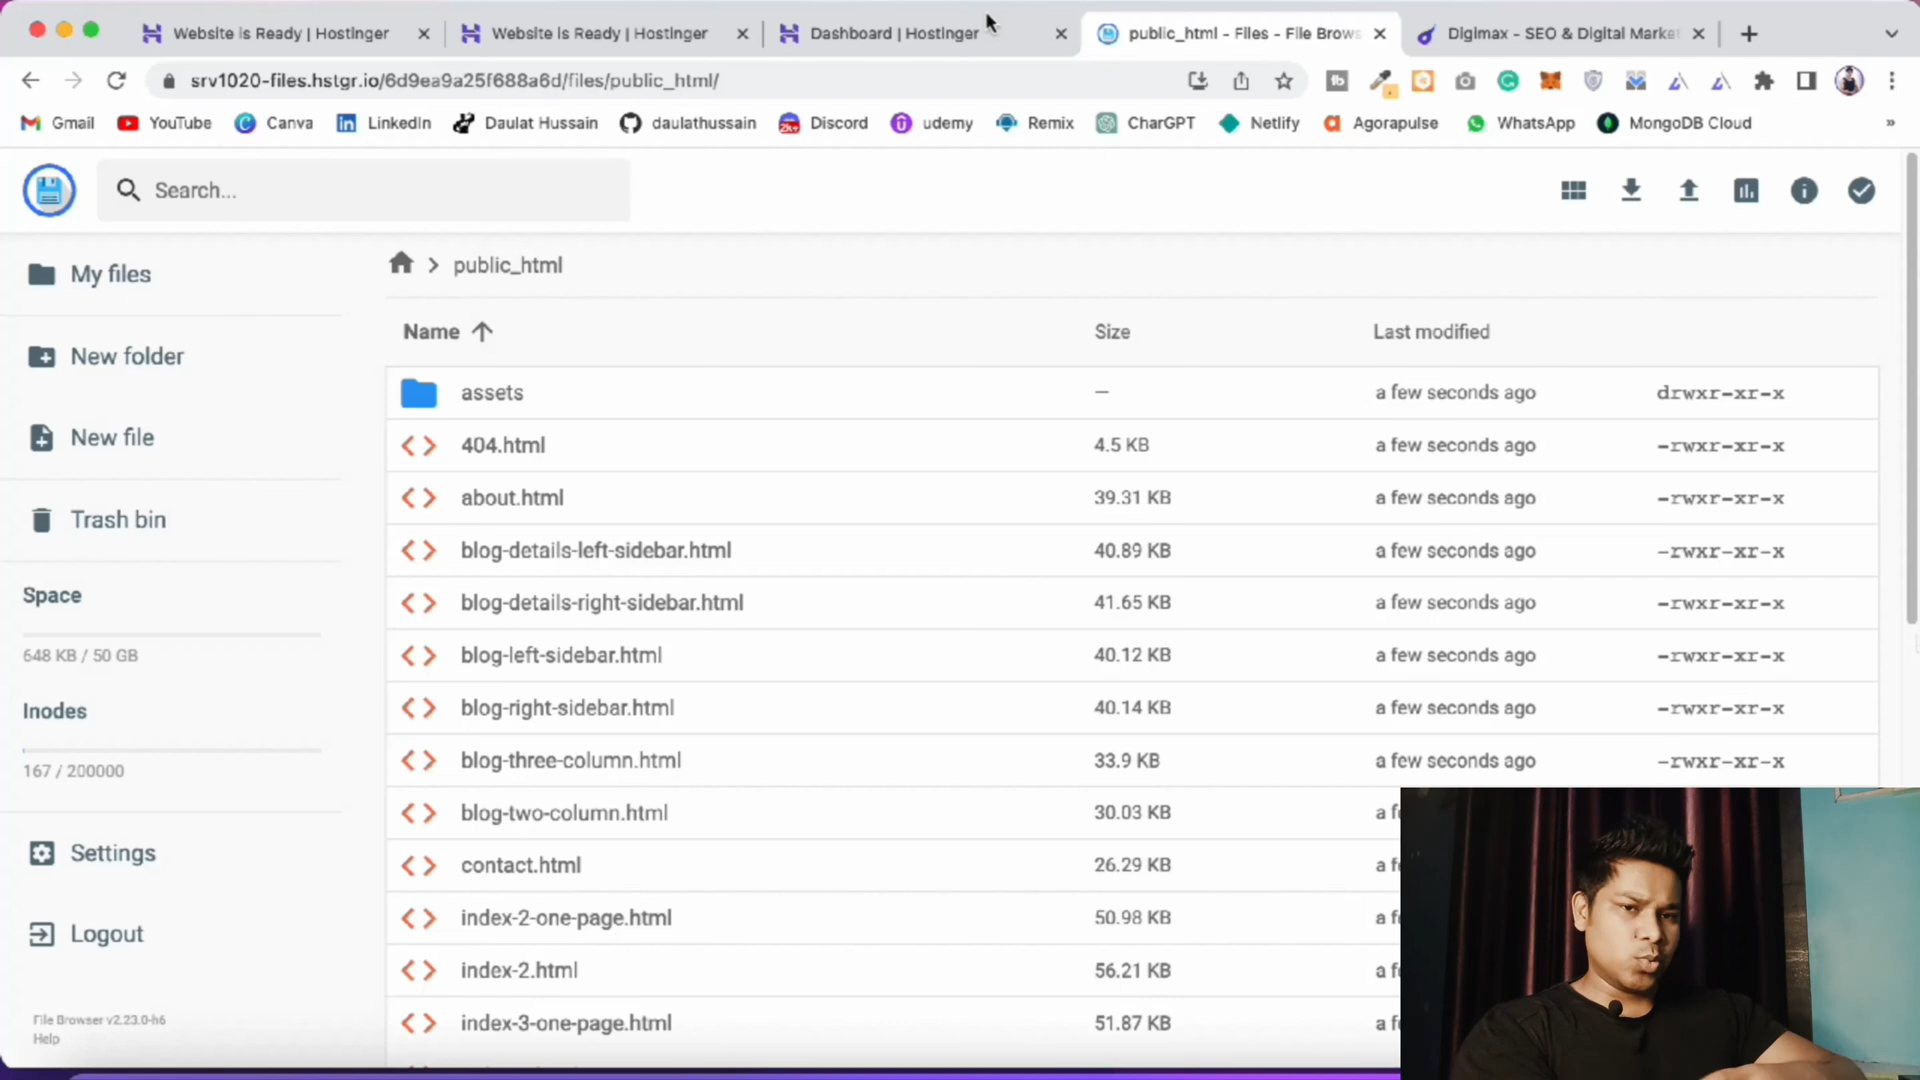 Website is Ready | Hostinger
Website is Ready | Hostinger
Dashboard | Hostinger
public_html - Files - File Brows
Digimax - SEO & Digital Market
srv1020-files.hstgr.io/6d9ea9a25f688a6d/files/public_html/
Gmail YouTube Canva LinkedIn Daulat Hussain daulathussain Discord udemy Remix CharGPT Netlify Agorapulse WhatsApp MongoDB Cloud »
Search...
My files
New folder
New file
Trash bin
Space
648 KB / 50 GB
Inodes
167 / 200000
Settings
Logout
File Browser v2.23.0-h6
Help
public_html
Name Size Last modified
assets — a few seconds ago drwxr-xr-x
404.html 4.5 KB a few seconds ago -rwxr-xr-x
about.html 39.31 KB a few seconds ago -rwxr-xr-x
blog-details-left-sidebar.html 40.89 KB a few seconds ago -rwxr-xr-x
blog-details-right-sidebar.html 41.65 KB a few seconds ago -rwxr-xr-x
blog-left-sidebar.html 40.12 KB a few seconds ago -rwxr-xr-x
blog-right-sidebar.html 40.14 KB a few seconds ago -rwxr-xr-x
blog-three-column.html 33.9 KB a few seconds ago -rwxr-xr-x
blog-two-column.html 30.03 KB a f
contact.html 26.29 KB a f
index-2-one-page.html 50.98 KB a f
index-2.html 56.21 KB a f
index-3-one-page.html 51.87 KB a f